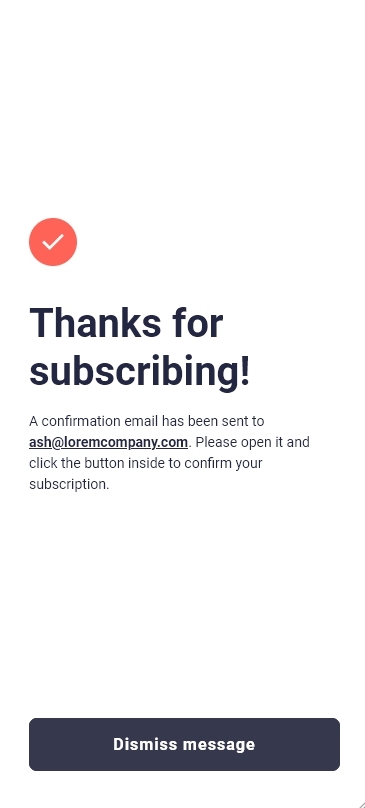 Thanks for
subscribing!
A confirmation email has been sent to
ash@loremcompany.com. Please open it and
click the button inside to confirm your
subscription.
Dismiss message